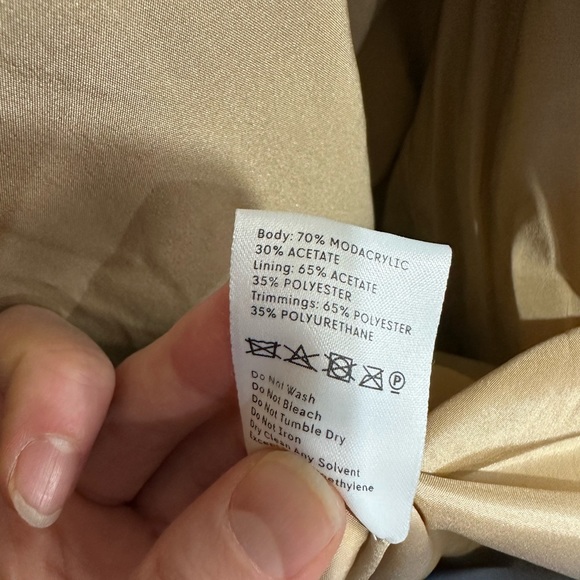 Body: 70% MODACRYLIC
30% ACETATE
Lining: 65% ACETATE
35% POLYESTER
Trimmings: 65% POLYESTER
35% POLYURETHANE
P
Do Not Wash
Do Not Bleach
Do Not Tumble Dry
Do Not Iron
Dry Clean Any Solvent